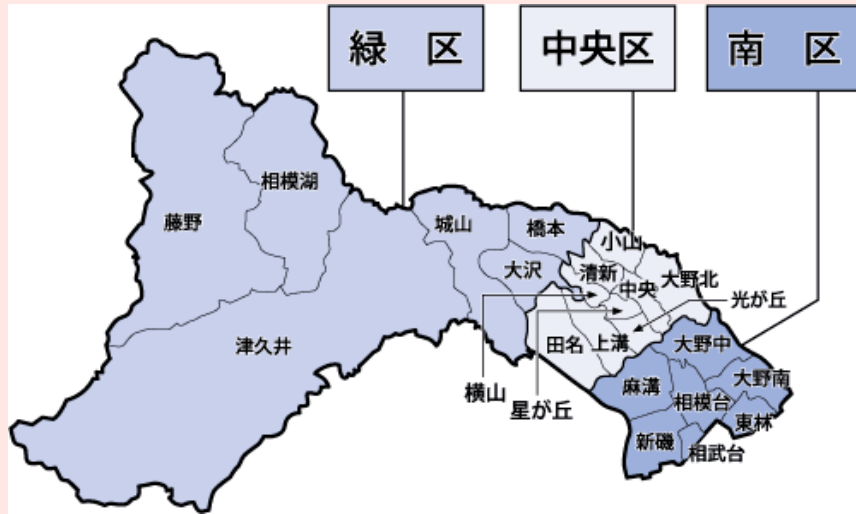 緑 区
中央区
南 区
藤野
相模湖
津久井
城山
橋本
大沢
小山
清新
中央
大野北
光が丘
横山
星が丘
田名
上溝
大野中
大野南
麻溝
相模台
東林
新磯
相武台